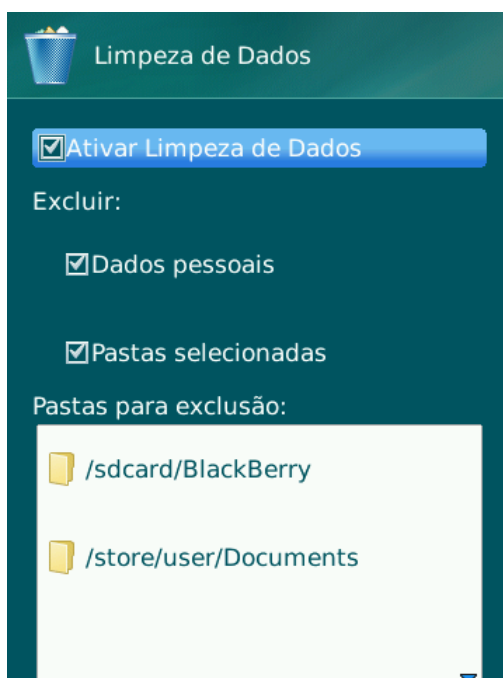 Limpeza de Dados
Ativar Limpeza de Dados
Excluir:
Dados pessoais
Pastas selecionadas
Pastas para exclusão:
/sdcard/BlackBerry
/store/user/Documents